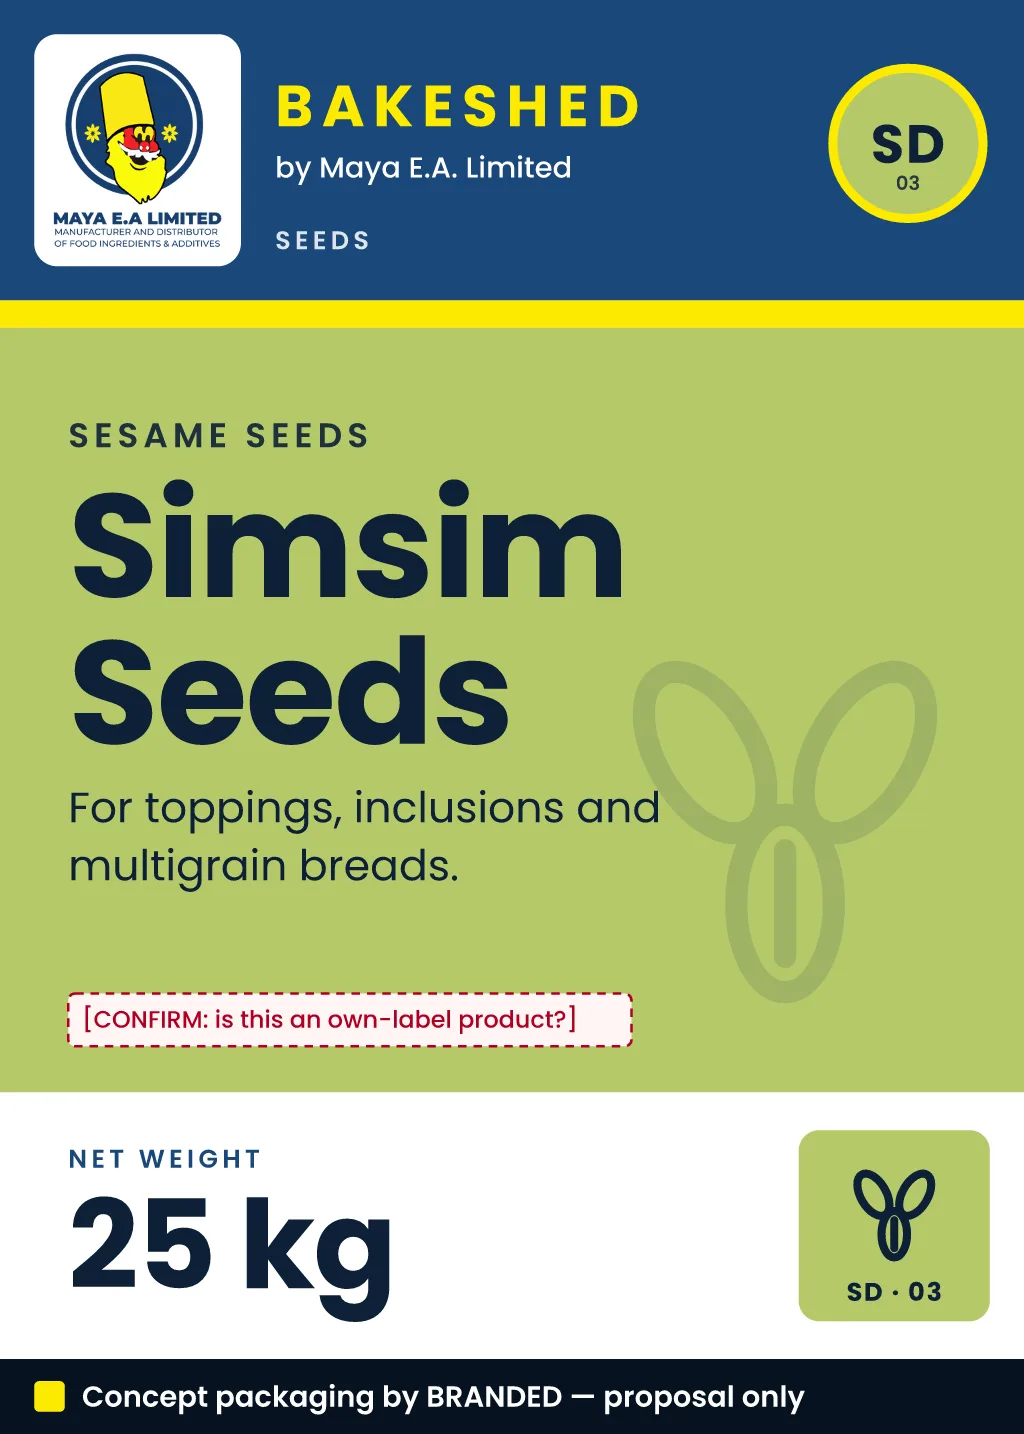 MAYA E.A LIMITED
MANUFACTURER AND DISTRIBUTOR
OF FOOD INGREDIENTS & ADDITIVES
BAKESHED
by Maya E.A. Limited
SEEDS
SD
03
SESAME SEEDS
Simsim
Seeds
For toppings, inclusions and
multigrain breads.
[CONFIRM: is this an own-label product?]
NET WEIGHT
25 kg
SD · 03
Concept packaging by BRANDED — proposal only